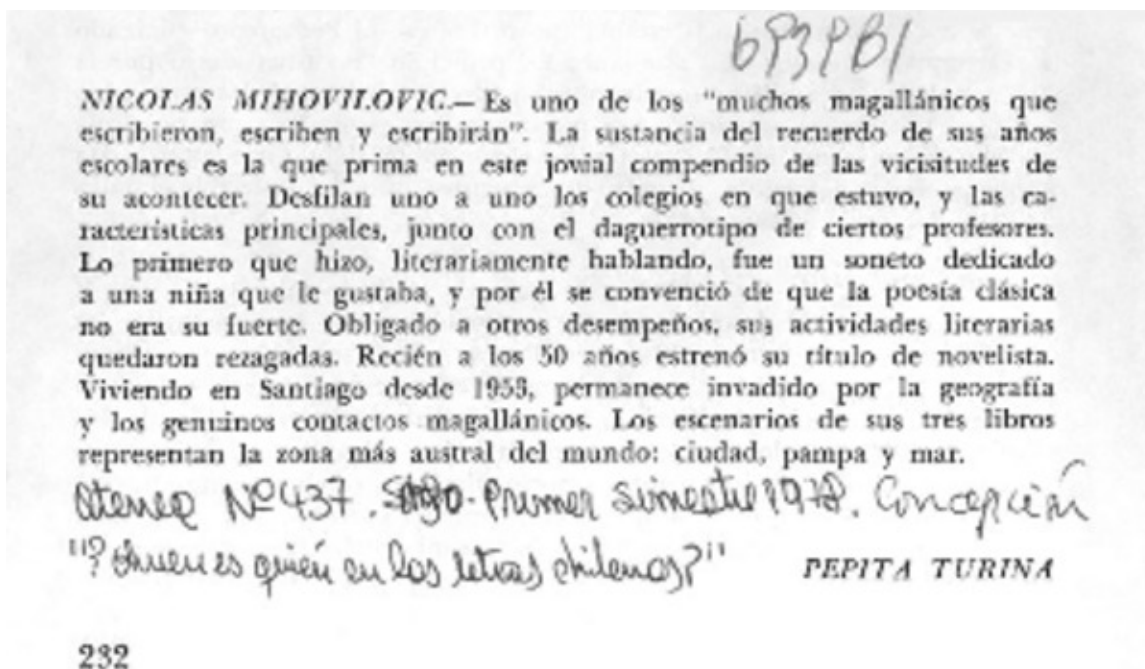 693981
NICOLAS MIHOVILOVIC.—Es uno de los "muchos magallánicos que
escribieron, escriben y escribirán". La sustancia del recuerdo de sus años
escolares es la que prima en este jovial compendio de las vicisitudes de
su acontecer. Desfilan uno a uno los colegios en que estuvo, y las ca-
racterísticas principales, junto con el daguerrotipo de ciertos profesores.
Lo primero que hizo, literariamente hablando, fue un soneto dedicado
a una niña que le gustaba, y por él se convenció de que la poesía clásica
no era su fuerte. Obligado a otros desempeños, sus actividades literarias
quedaron rezagadas. Recién a los 50 años estrenó su título de novelista.
Viviendo en Santiago desde 1953, permanece invadido por la geografía
y los genuinos contactos magallánicos. Los escenarios de sus tres libros
representan la zona más austral del mundo: ciudad, pampa y mar.
Atenea Nº 437. Stgo. Primer Semestre 1978. Concepción
"?Quien es quién en las letras chilenas?" PEPITA TURINA
232